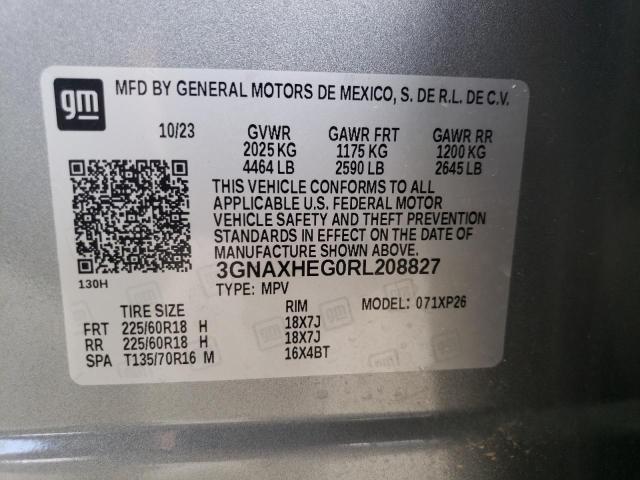 gm
MFD BY GENERAL MOTORS DE MEXICO, S. DE R.L. DE C.V.
10/23 GVWR GAWR FRT GAWR RR
2025 KG 1175 KG 1200 KG
4464 LB 2590 LB 2645 LB
THIS VEHICLE CONFORMS TO ALL
APPLICABLE U.S. FEDERAL MOTOR
VEHICLE SAFETY AND THEFT PREVENTION
STANDARDS IN EFFECT ON THE DATE OF
MANUFACTURE SHOWN ABOVE.
130H
3GNAXHEG0RL208827
TYPE: MPV MODEL: 071XP26
TIRE SIZE RIM
FRT 225/60R18 H 18X7J
RR 225/60R18 H 18X7J
SPA T135/70R16 M 16X4BT